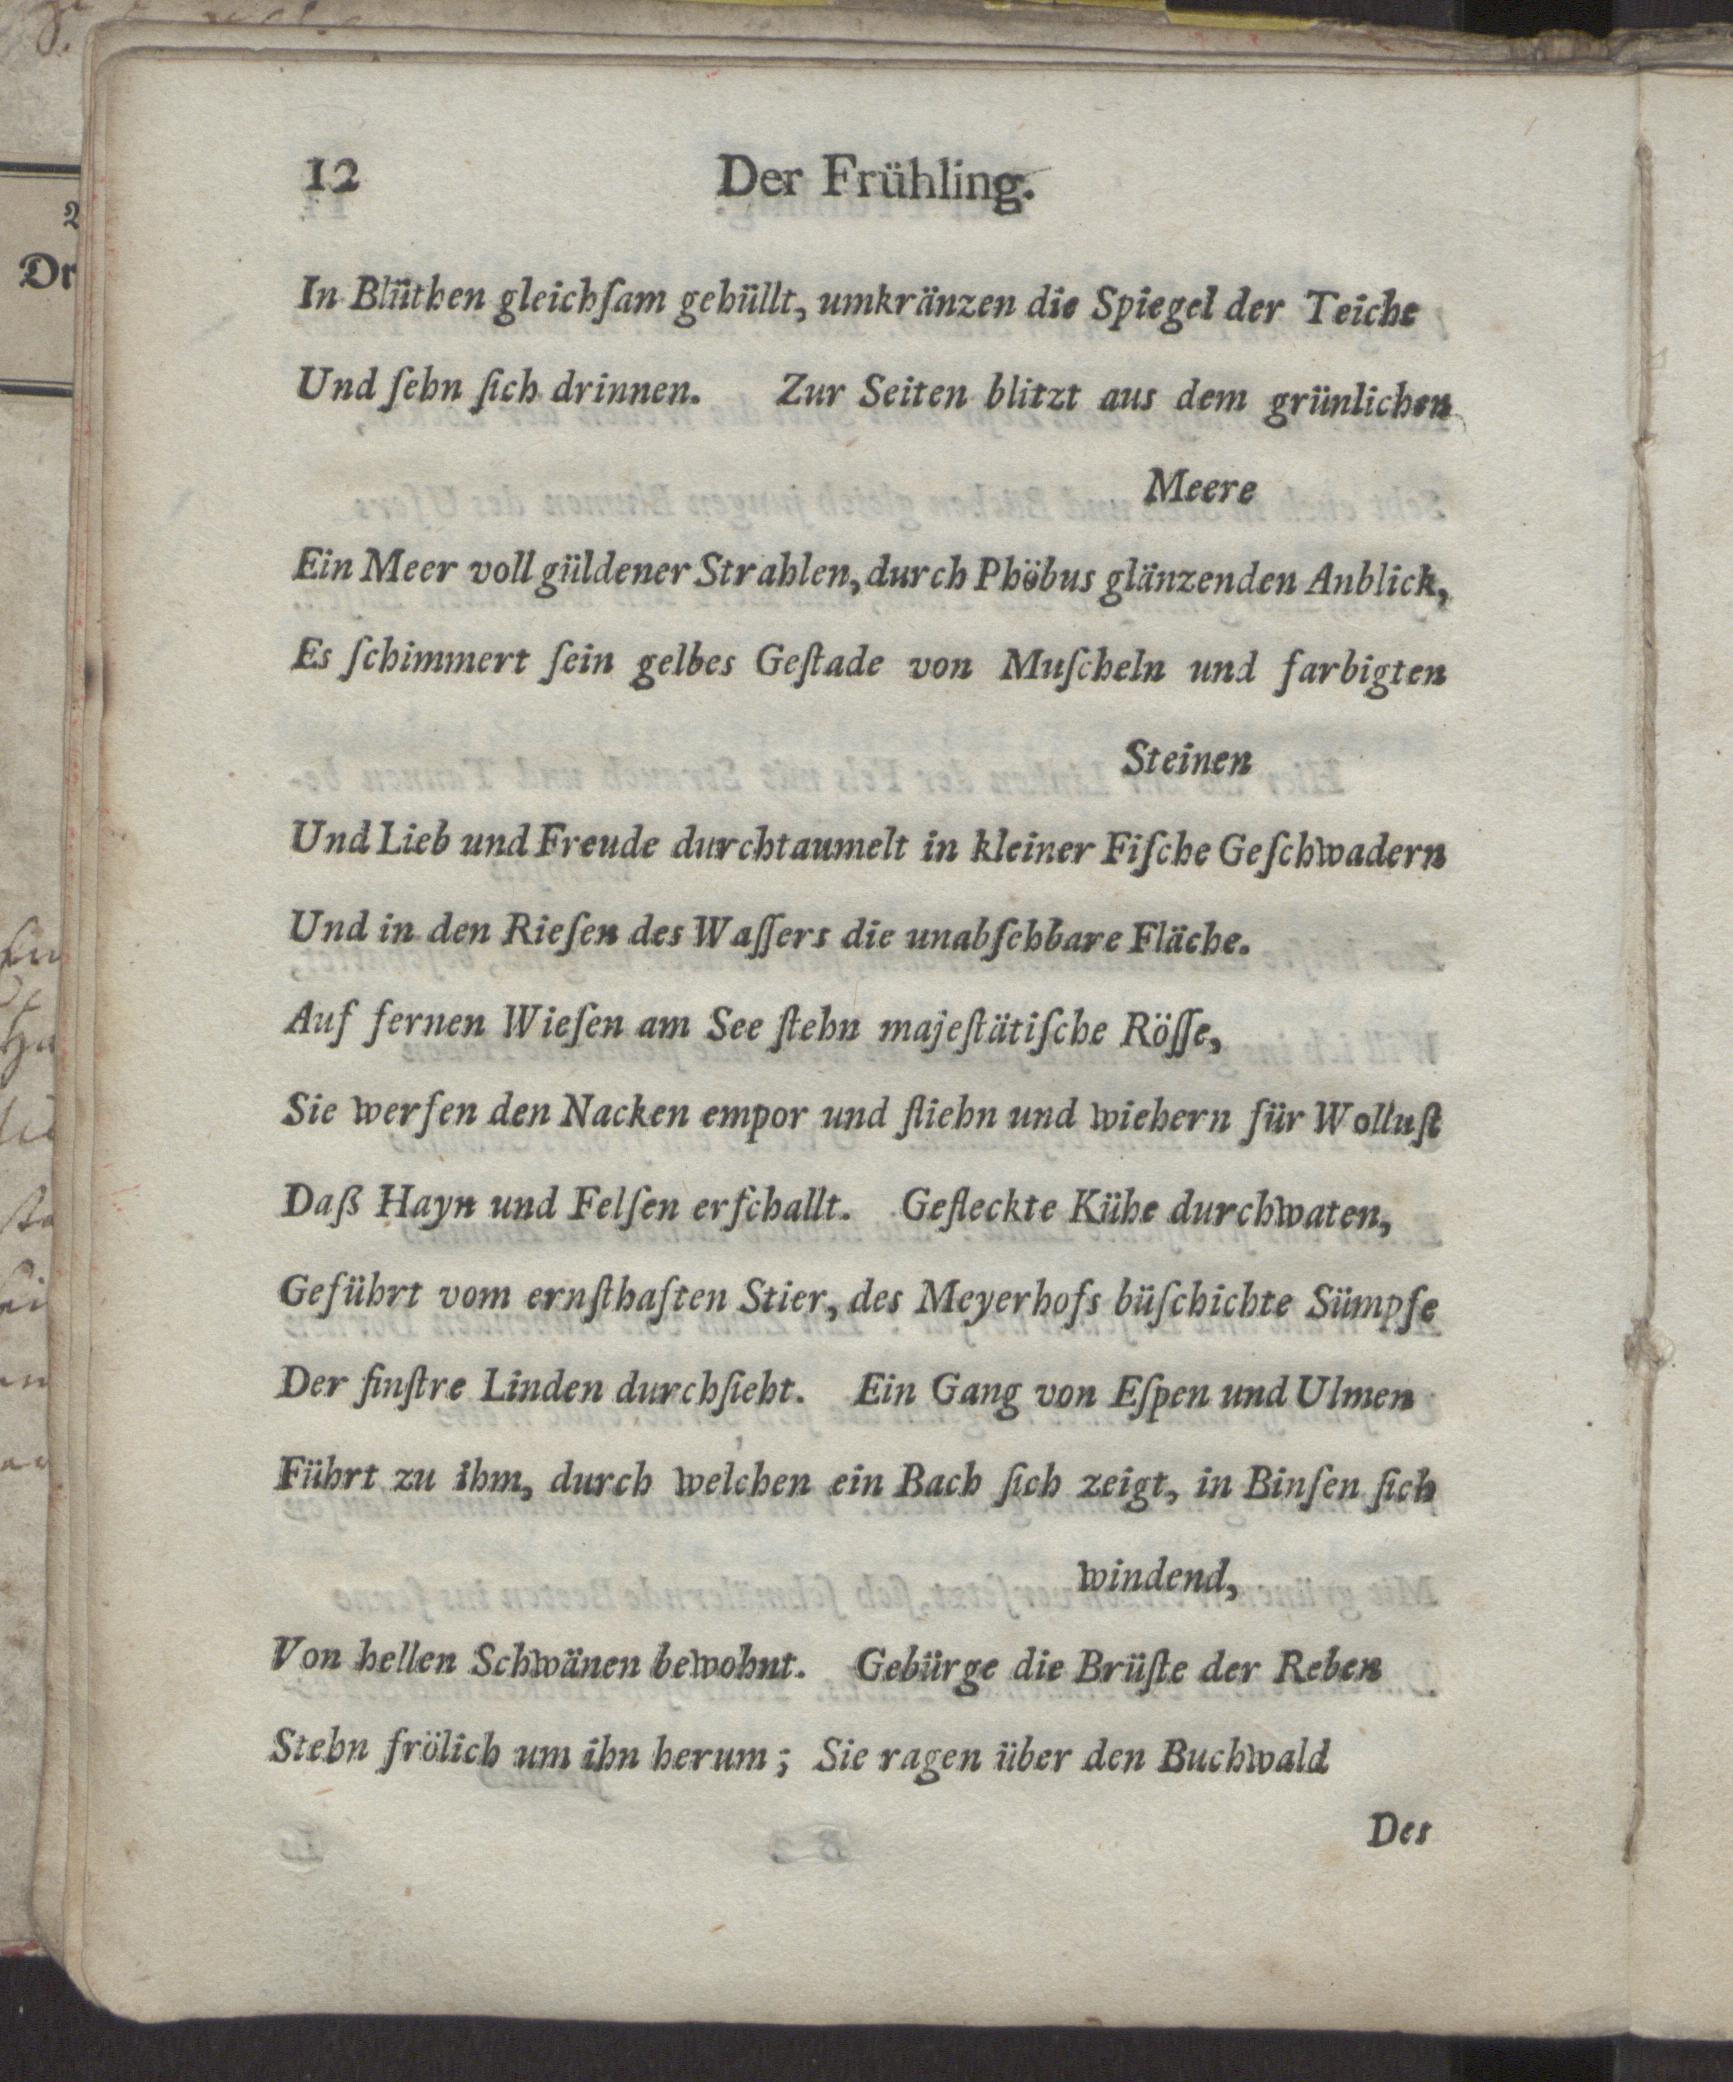 12 Der Frühling.
In Blüthen gleichſam gehüllt, umkränzen die Spiegel der Teiche
Und ſehn ſich drinnen. Zur Seiten blitzt aus dem grünlichen
Meere
Ein Meer voll güldener Strahlen, durch Phöbus glänzenden Anblick,
Es ſchimmert ſein gelbes Geſtade von Muſcheln und farbigten
Steinen
Und Lieb und Freude durchtaumelt in kleiner Fiſche Geſchwadern
Und in den Rieſen des Waſſers die unabſehbare Fläche.
Auf fernen Wieſen am See ſtehn majeſtätiſche Röſſe,
Sie werfen den Nacken empor und fliehn und wiehern für Wolluſt
Daß Hayn und Felſen erſchallt. Gefleckte Kühe durchwaten,
Geführt vom ernſthaften Stier, des Meyerhofs büſchichte Sümpfe
Der finſtre Linden durchſieht. Ein Gang von Eſpen und Ulmen
Führt zu ihm, durch welchen ein Bach ſich zeigt, in Binſen ſich
windend,
Von hellen Schwänen bewohnt. Gebürge die Brüſte der Reben
Stehn frölich um ihn herum; Sie ragen über den Buchwald
Des